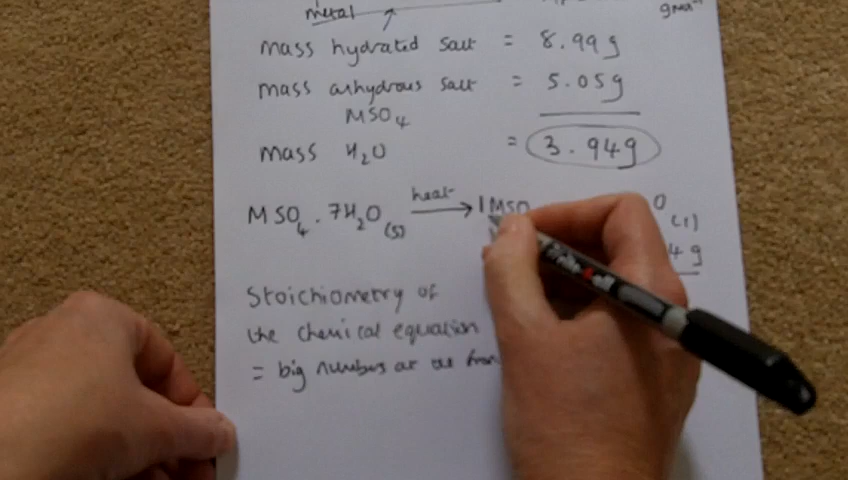 metal
mass hydrated salt = 8.99g
mass anhydrous salt = 5.05g
MSO4
mass H2O = 3.94g
MSO4 . 7H2O (s) heat → 1MSO O (l)
4 g
Stoichiometry of
the chemical equation
= big numbers at the